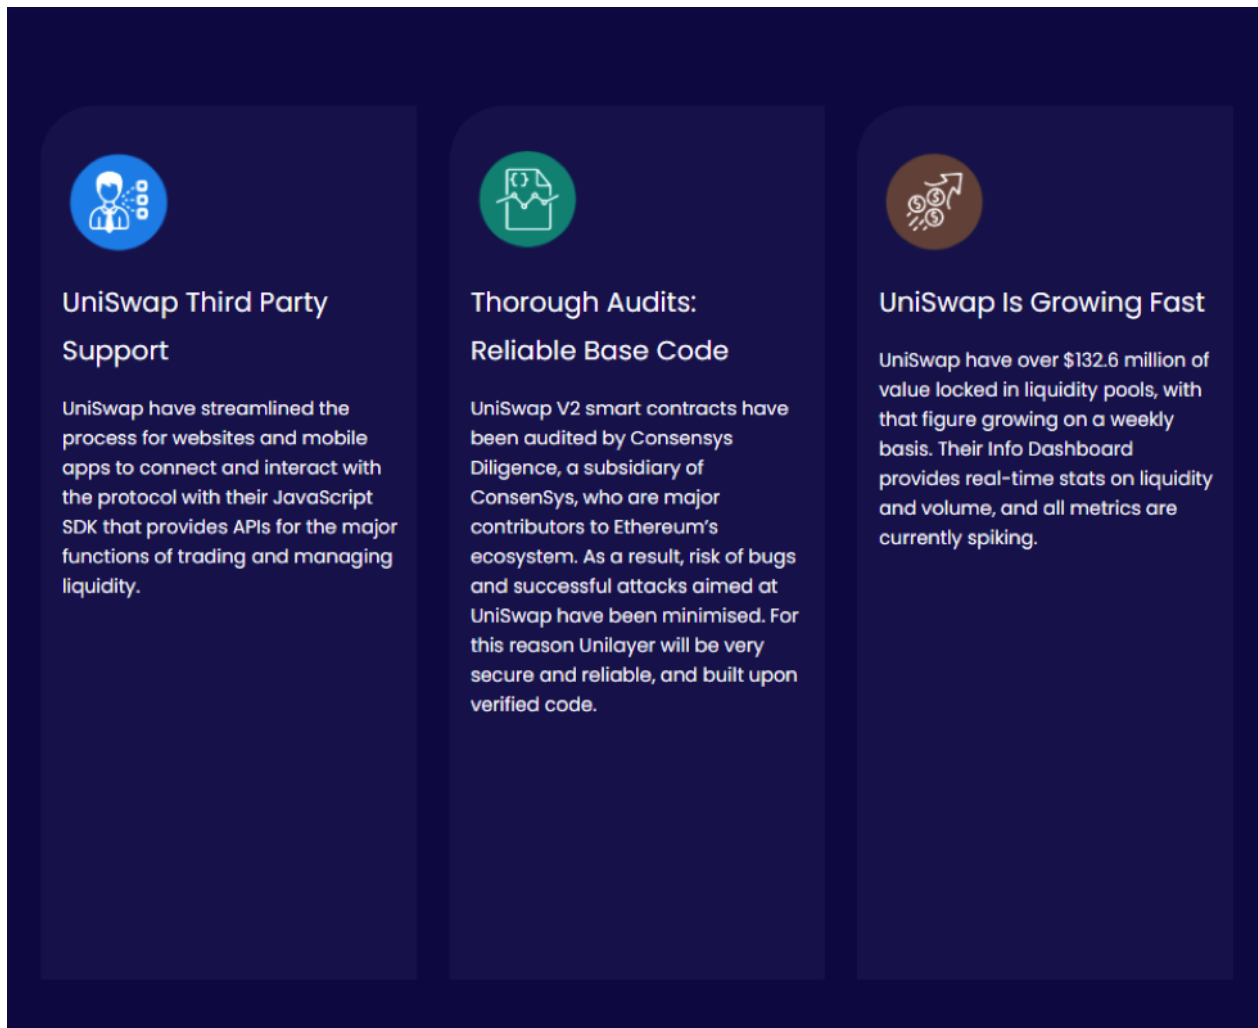 UniSwap Third Party
Support
UniSwap have streamlined the
process for websites and mobile
apps to connect and interact with
the protocol with their JavaScript
SDK that provides APIs for the major
functions of trading and managing
liquidity.
Thorough Audits:
Reliable Base Code
UniSwap V2 smart contracts have
been audited by Consensys
Diligence, a subsidiary of
ConsenSys, who are major
contributors to Ethereum’s
ecosystem. As a result, risk of bugs
and successful attacks aimed at
UniSwap have been minimised. For
this reason Unilayer will be very
secure and reliable, and built upon
verified code.
UniSwap Is Growing Fast
UniSwap have over $132.6 million of
value locked in liquidity pools, with
that figure growing on a weekly
basis. Their Info Dashboard
provides real-time stats on liquidity
and volume, and all metrics are
currently spiking.